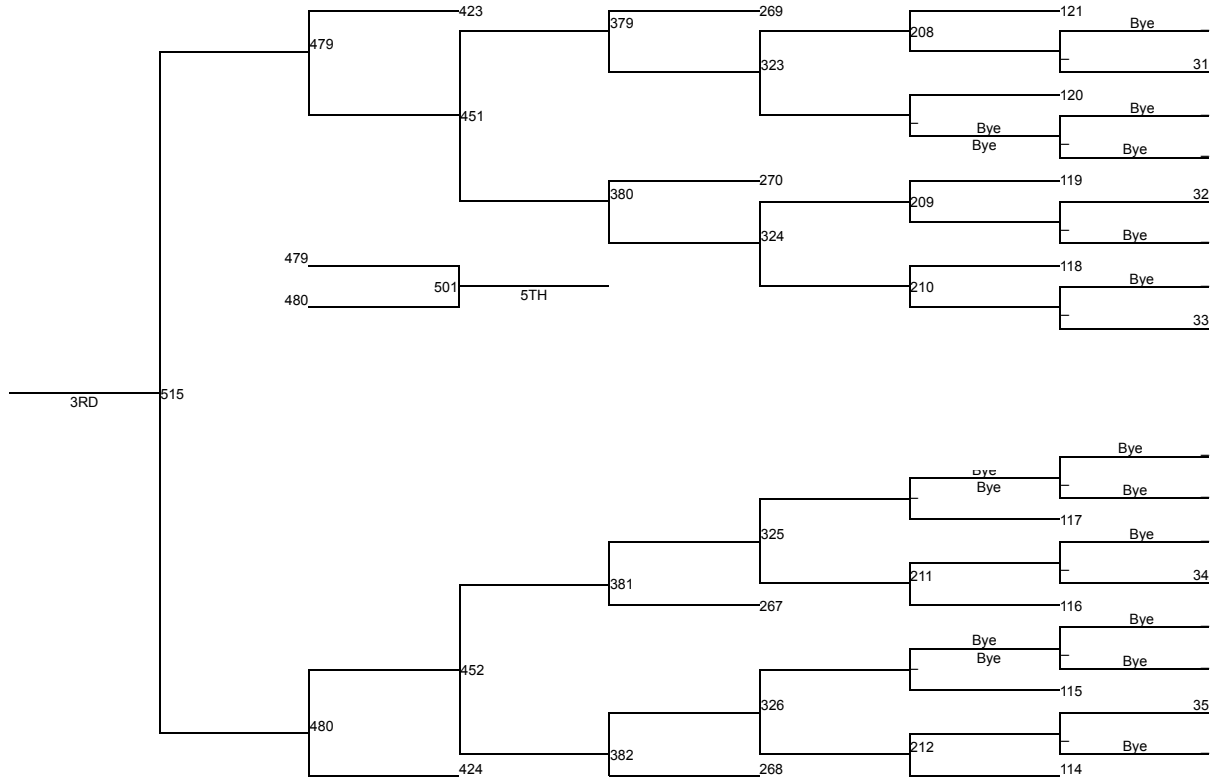 423 269 121
Bye _
379
208
479
_
323 31
120
Bye _
451
_
Bye
Bye _ Bye _
270 119
380 32
209
_
324 Bye _
479 118
501 210 Bye _
480 5TH
_
33
515
3RD
Bye _
Bye
_
Bye _ Bye _
117
325 Bye _
_
381 211 34
267 116
Bye _
Bye
_
452 Bye _ Bye _
115
326 35
480
_
382 212 Bye _
424 268 114